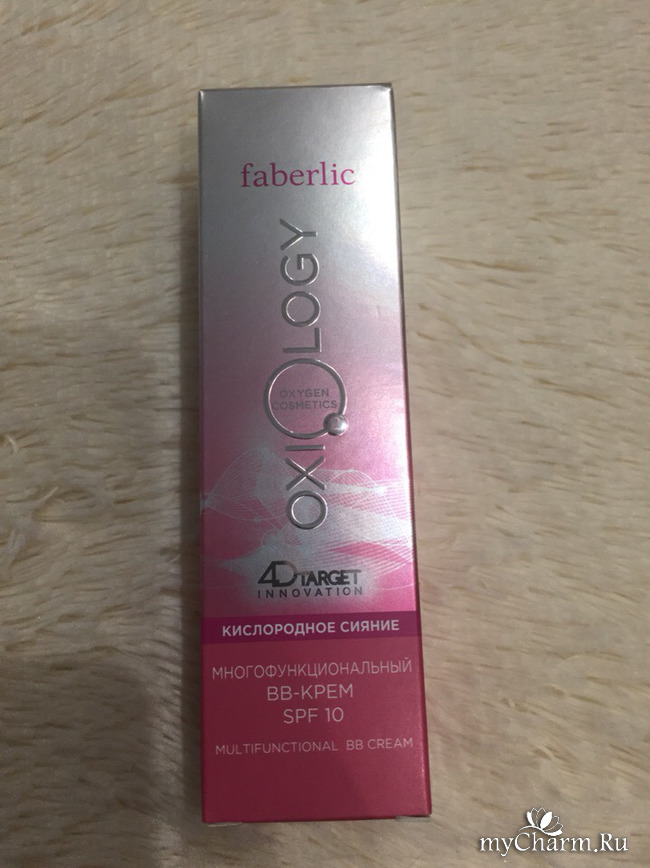 faberlic
OXIOLOGY
OXYGEN
COSMETICS
4D TARGET
INNOVATION
КИСЛОРОДНОЕ СИЯНИЕ
МНОГОФУНКЦИОНАЛЬНЫЙ
ВВ-КРЕМ
SPF 10
MULTIFUNCTIONAL BB CREAM
myCharm.Ru